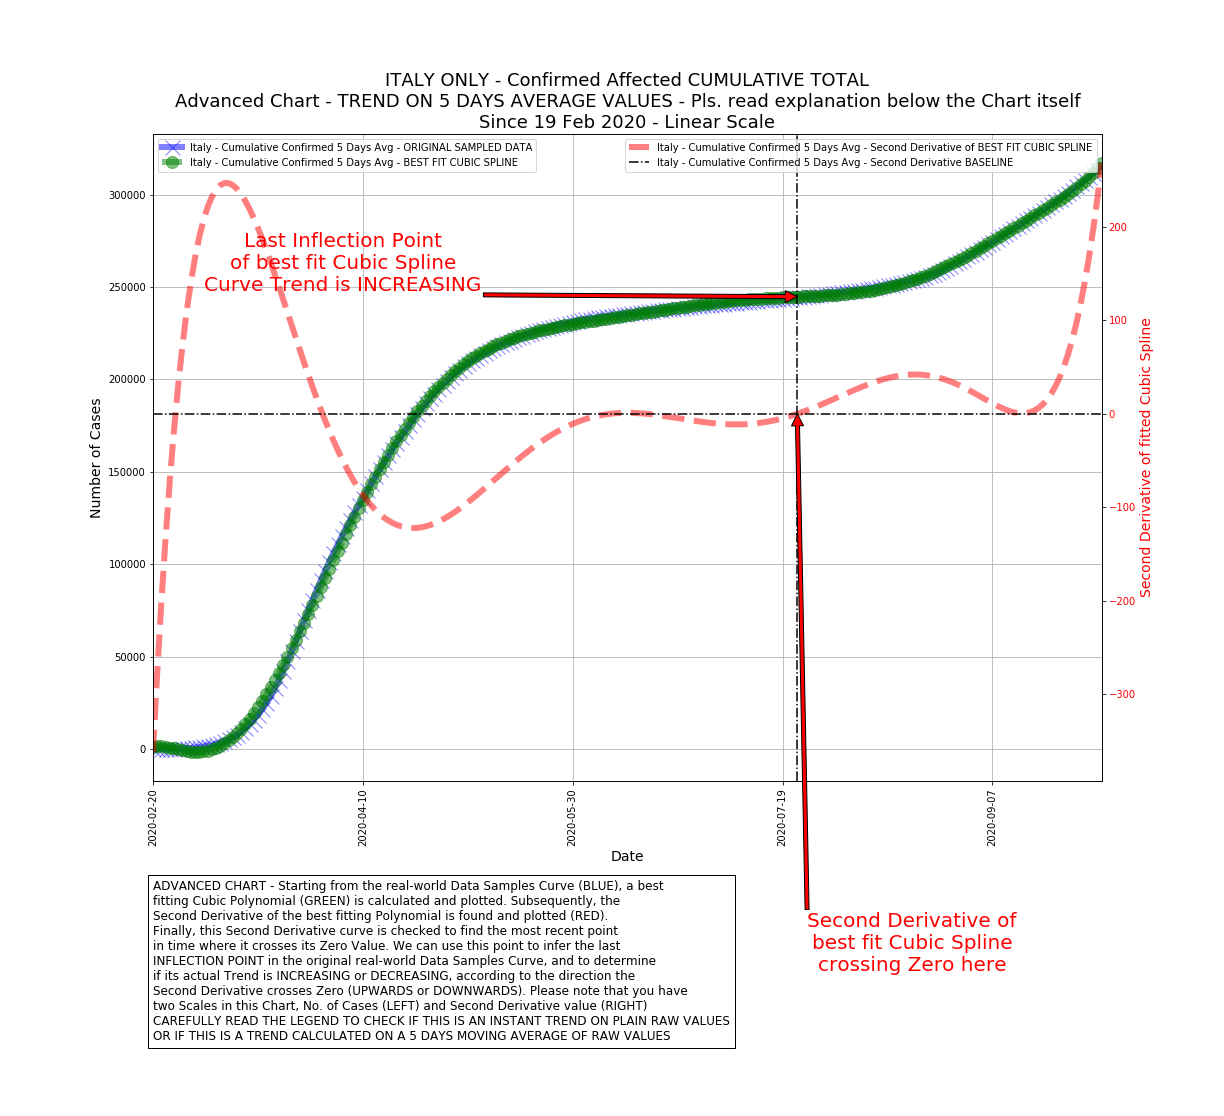 ITALY ONLY - Confirmed Affected CUMULATIVE TOTAL
Advanced Chart - TREND ON 5 DAYS AVERAGE VALUES - Pls. read explanation below the Chart itself
Since 19 Feb 2020 - Linear Scale
Italy - Cumulative Confirmed 5 Days Avg - ORIGINAL SAMPLED DATA
Italy - Cumulative Confirmed 5 Days Avg - BEST FIT CUBIC SPLINE
Italy - Cumulative Confirmed 5 Days Avg - Second Derivative of BEST FIT CUBIC SPLINE
Italy - Cumulative Confirmed 5 Days Avg - Second Derivative BASELINE
Last Inflection Point
of best fit Cubic Spline
Curve Trend is INCREASING
Number of Cases
300000
250000
200000
150000
100000
50000
0
200
100
0
−100
−200
−300
Second Derivative of fitted Cubic Spline
2020-02-20
2020-04-10
2020-05-30
2020-07-19
2020-09-07
Date
ADVANCED CHART - Starting from the real-world Data Samples Curve (BLUE), a best
fitting Cubic Polynomial (GREEN) is calculated and plotted. Subsequently, the
Second Derivative of the best fitting Polynomial is found and plotted (RED).
Finally, this Second Derivative curve is checked to find the most recent point
in time where it crosses its Zero Value. We can use this point to infer the last
INFLECTION POINT in the original real-world Data Samples Curve, and to determine
if its actual Trend is INCREASING or DECREASING, according to the direction the
Second Derivative crosses Zero (UPWARDS or DOWNWARDS). Please note that you have
two Scales in this Chart, No. of Cases (LEFT) and Second Derivative value (RIGHT)
CAREFULLY READ THE LEGEND TO CHECK IF THIS IS AN INSTANT TREND ON PLAIN RAW VALUES
OR IF THIS IS A TREND CALCULATED ON A 5 DAYS MOVING AVERAGE OF RAW VALUES
Second Derivative of
best fit Cubic Spline
crossing Zero here